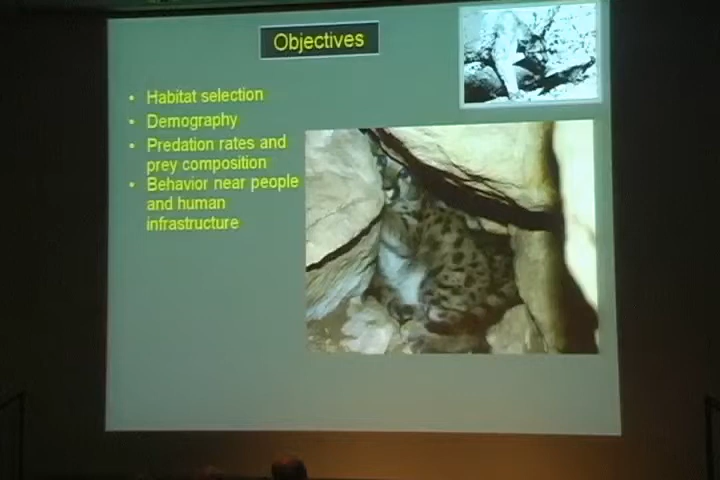 Objectives
• Habitat selection
• Demography
• Predation rates and
prey composition
• Behavior near people
and human
infrastructure